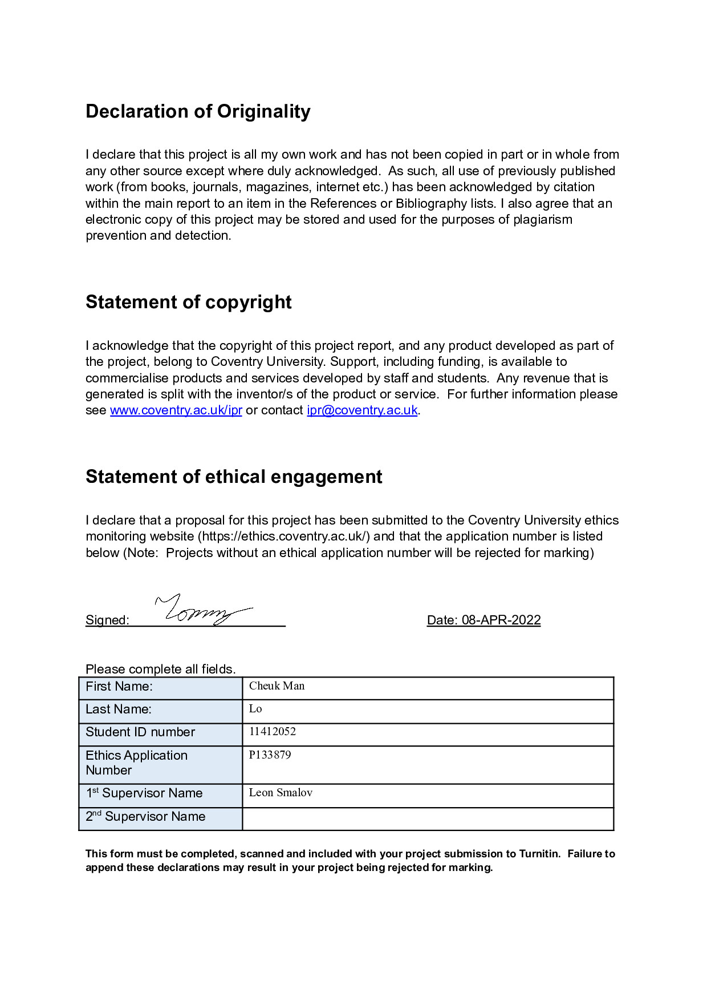 Declaration of Originality
I declare that this project is all my own work and has not been copied in part or in whole from
any other source except where duly acknowledged.  As such, all use of previously published
work (from books, journals, magazines, internet etc.) has been acknowledged by citation
within the main report to an item in the References or Bibliography lists. I also agree that an
electronic copy of this project may be stored and used for the purposes of plagiarism
prevention and detection.
Statement of copyright
I acknowledge that the copyright of this project report, and any product developed as part of
the project, belong to Coventry University. Support, including funding, is available to
commercialise products and services developed by staff and students.  Any revenue that is
generated is split with the inventor/s of the product or service.  For further information please
see www.coventry.ac.uk/ipr or contact ipr@coventry.ac.uk.
Statement of ethical engagement
I declare that a proposal for this project has been submitted to the Coventry University ethics
monitoring website (https://ethics.coventry.ac.uk/) and that the application number is listed
below (Note:  Projects without an ethical application number will be rejected for marking)
Signed: Tommy Date: 08-APR-2022
Please complete all fields.
First Name: Cheuk Man
Last Name: Lo
Student ID number 11412052
Ethics Application P133879
Number
1st Supervisor Name Leon Smalov
2nd Supervisor Name
This form must be completed, scanned and included with your project submission to Turnitin.  Failure to
append these declarations may result in your project being rejected for marking.